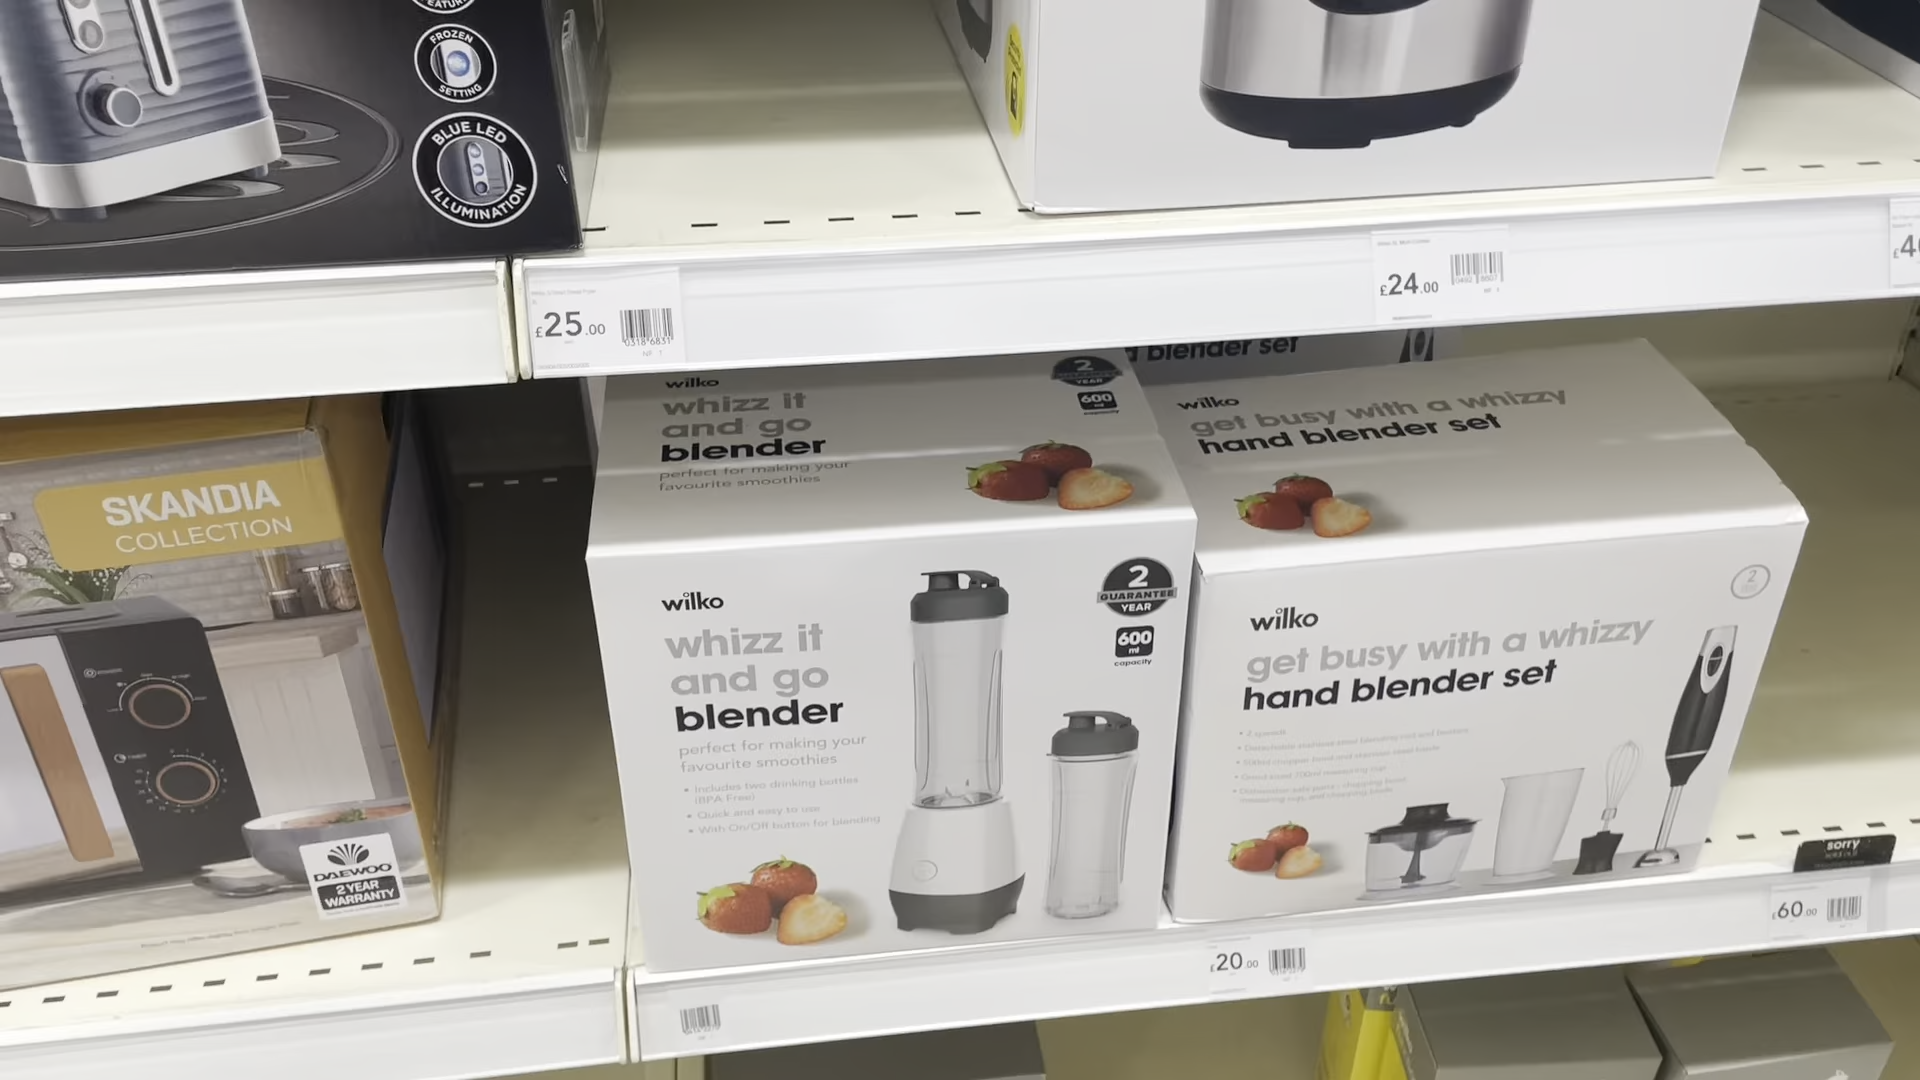 FROZEN
SETTING
BLUE LED
ILLUMINATION
£25.00
£24.00
SKANDIA
COLLECTION
DAEWOO
2 YEAR
WARRANTY
wilko
whizz it
and go
blender
perfect for making your
favourite smoothies
2
GUARANTEE
YEAR
600
ml
capacity
blender set
wilko
get busy with a whizzy
hand blender set
wilko
whizz it
and go
blender
perfect for making your
favourite smoothies
• Includes two drinking bottles
(BPA Free)
• Quick and easy to use
• With On/Off button for blending
2
GUARANTEE
YEAR
600
ml
capacity
wilko
get busy with a whizzy
hand blender set
2
sorry
£20.00
£60.00